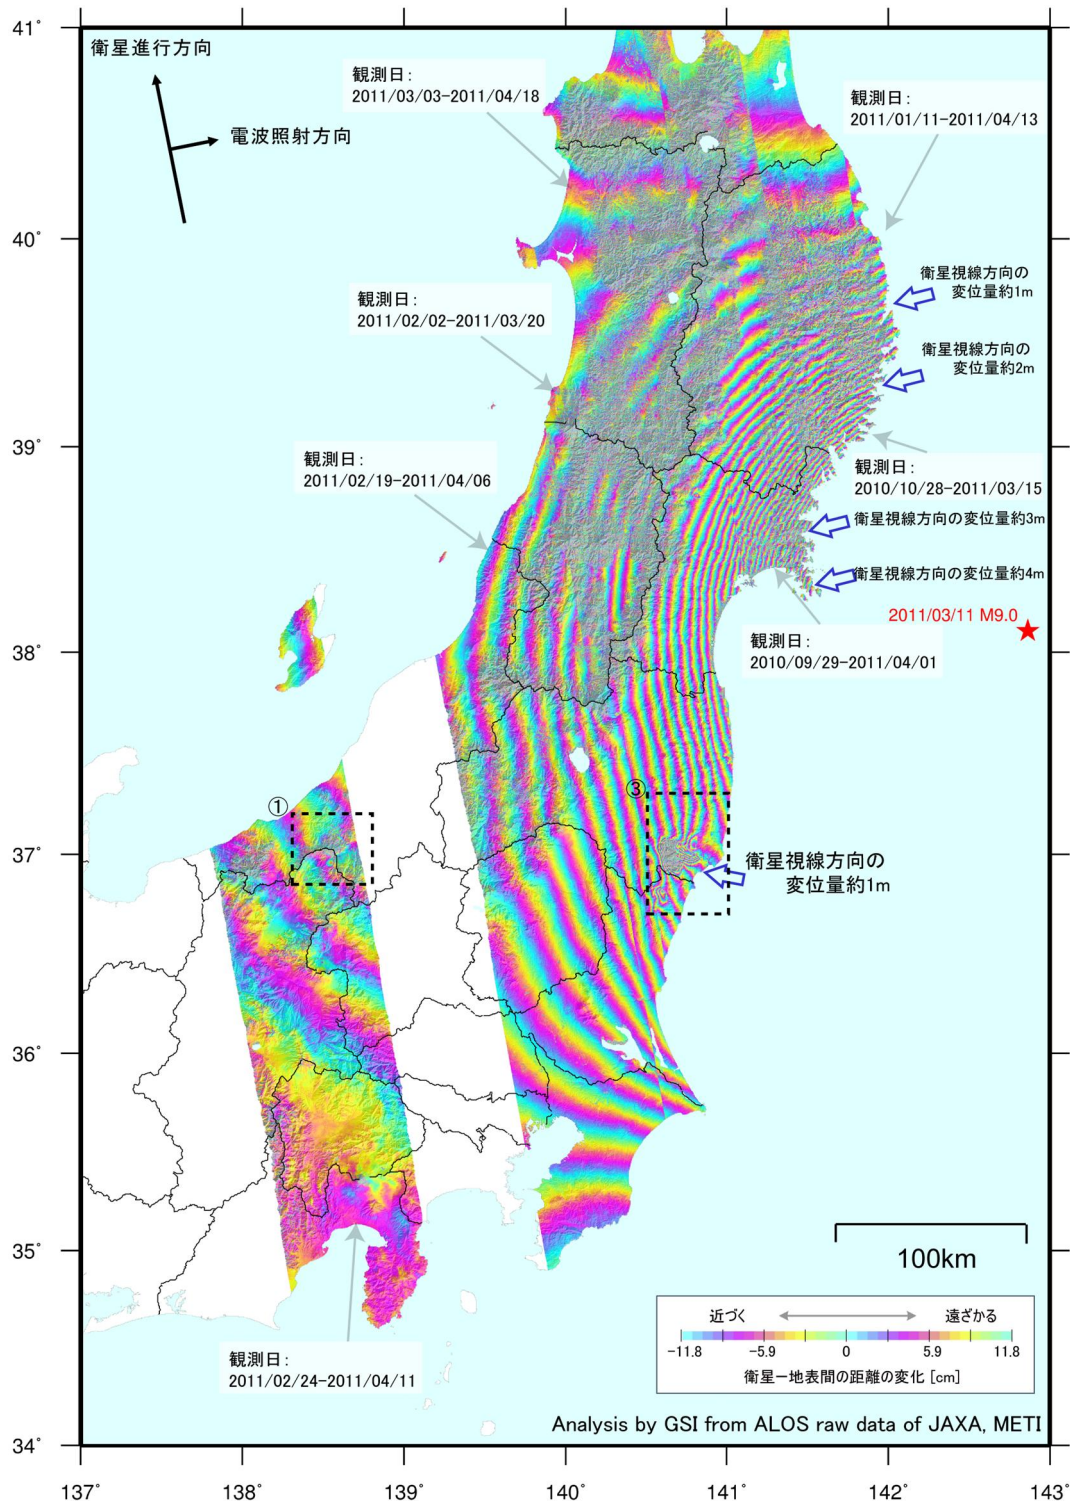 41°
衛星進行方向
電波照射方向
観測日：
2011/03/03-2011/04/18
観測日：
2011/01/11-2011/04/13
40°
衛星視線方向の
変位量約1m
観測日：
2011/02/02-2011/03/20
衛星視線方向の
変位量約2m
39°
観測日：
2011/02/19-2011/04/06
観測日：
2010/10/28-2011/03/15
衛星視線方向の変位量約3m
衛星視線方向の変位量約4m
2011/03/11 M9.0
38°
観測日：
2010/09/29-2011/04/01
①
③
37°
衛星視線方向の
変位量約1m
36°
35°
100km
近づく
遠ざかる
-11.8
-5.9
0
5.9
11.8
衛星ー地表間の距離の変化 [cm]
観測日：
2011/02/24-2011/04/11
Analysis by GSI from ALOS raw data of JAXA, METI
34°
137°
138°
139°
140°
141°
142°
143°